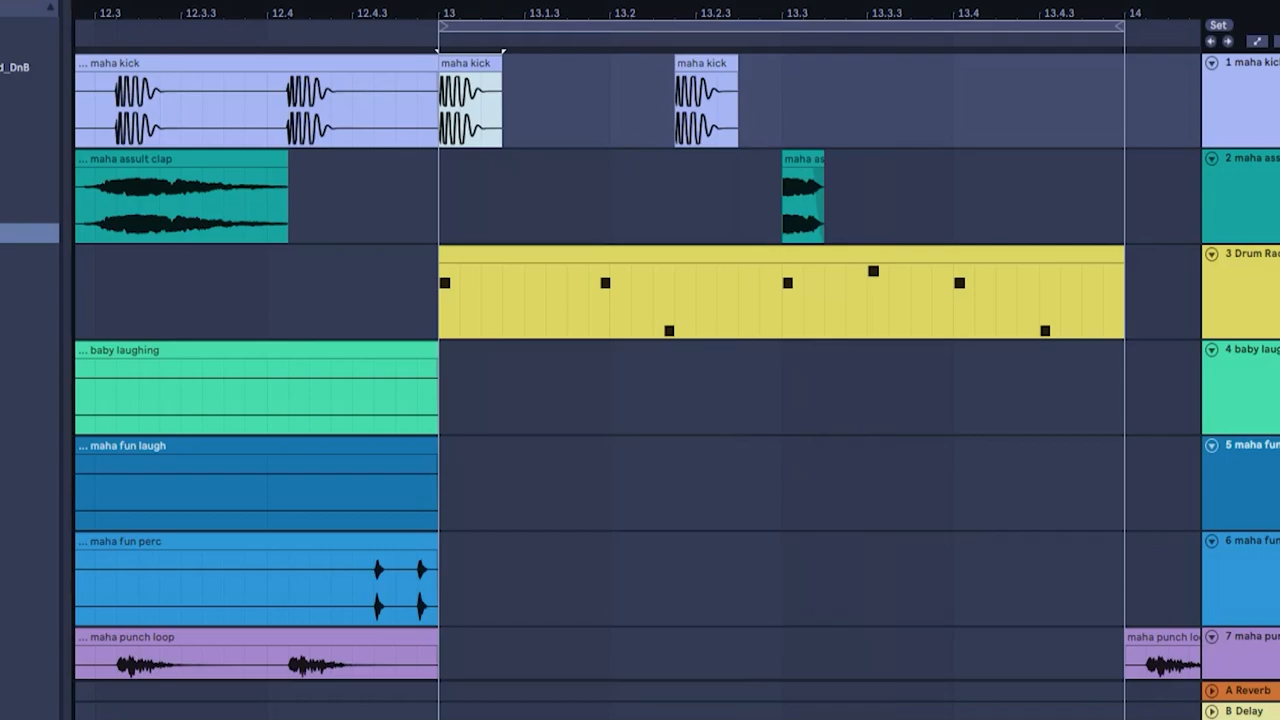 12.3 12.3.3 12.4 12.4.3 13 13.1.3 13.2 13.2.3 13.3 13.3.3 13.4 13.4.3 14
Set
d_DnB
... maha kick
maha kick
maha kick
1 maha kic
... maha assult clap
maha as
2 maha ass
3 Drum Rac
... baby laughing
4 baby laug
... maha fun laugh
5 maha fun
... maha fun perc
6 maha fun
... maha punch loop
maha punch lo
7 maha pun
A Reverb
B Delay